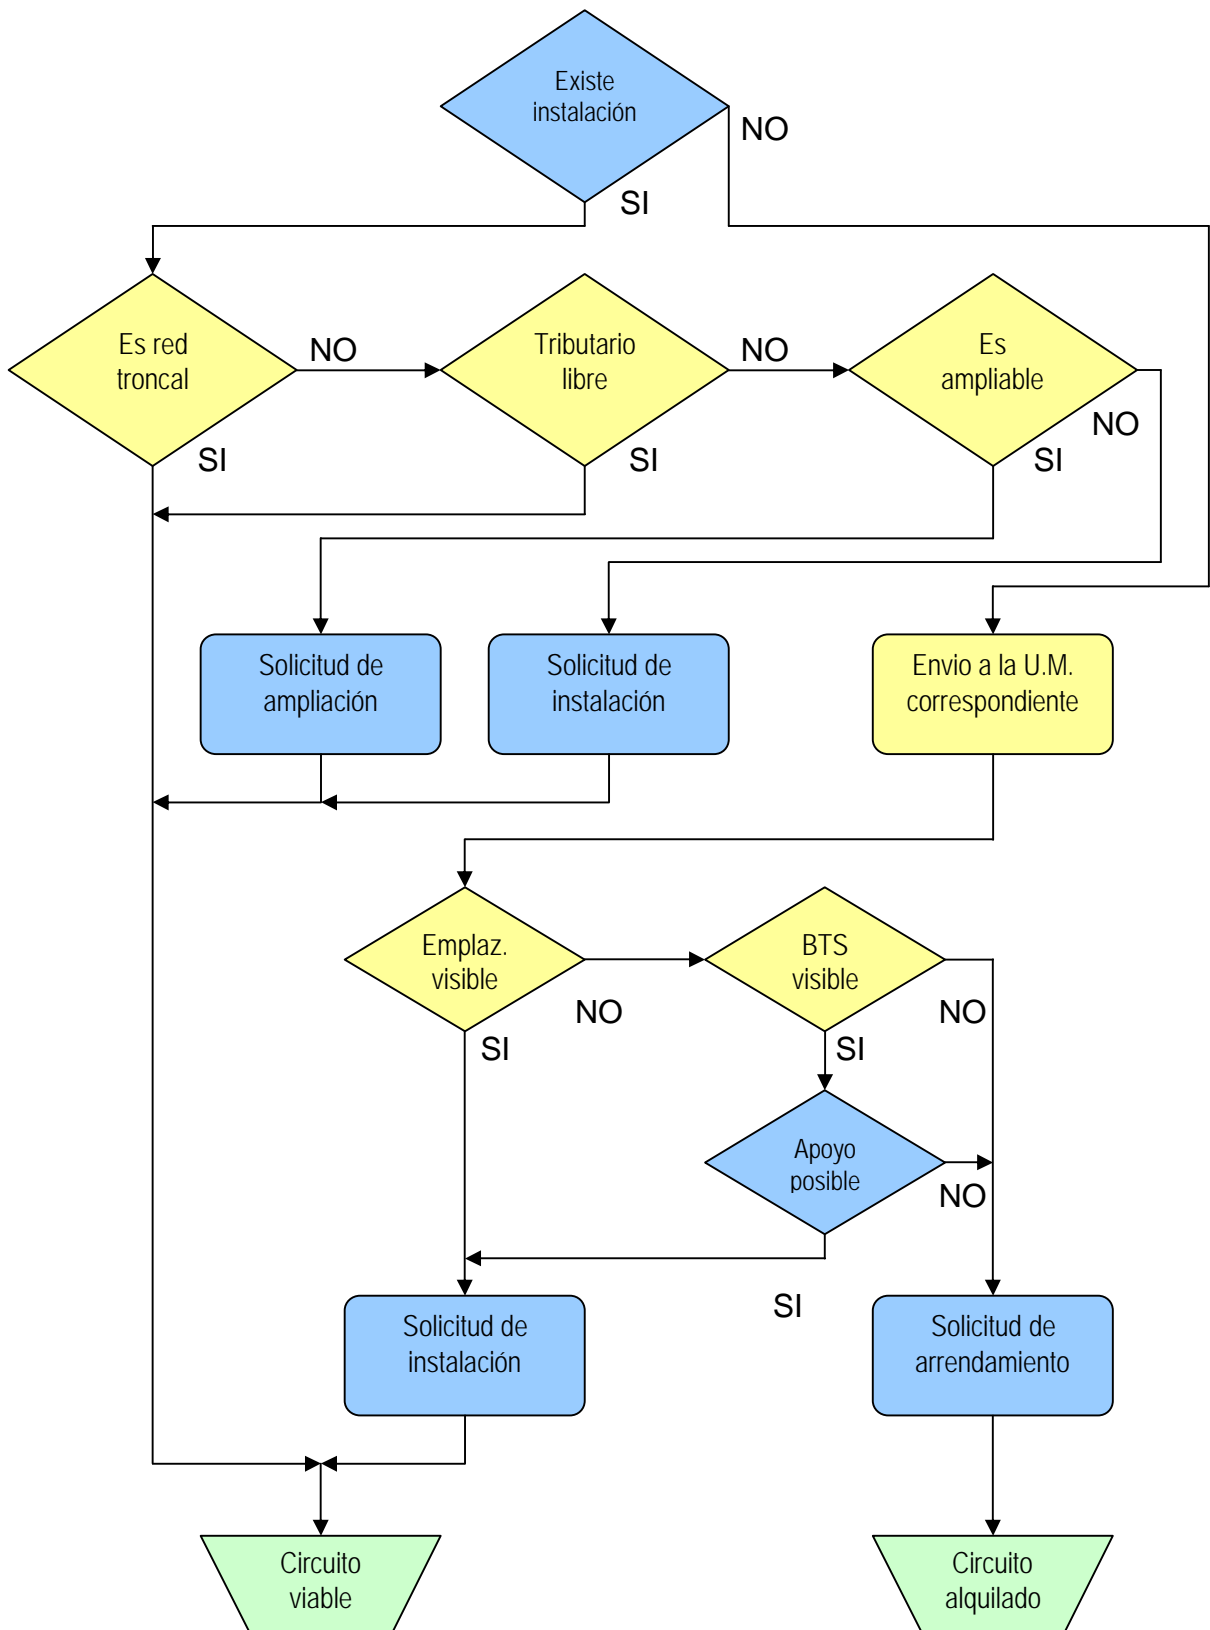 Existe
instalación
NO
SI
Es red
troncal
NO
Tributario
libre
NO
Es
ampliable
NO
SI
SI
SI
Solicitud de
ampliación
Solicitud de
instalación
Envio a la U.M.
correspondiente
Emplaz.
visible
NO
BTS
visible
NO
SI
SI
Apoyo
posible
NO
SI
Solicitud de
instalación
Solicitud de
arrendamiento
Circuito
viable
Circuito
alquilado